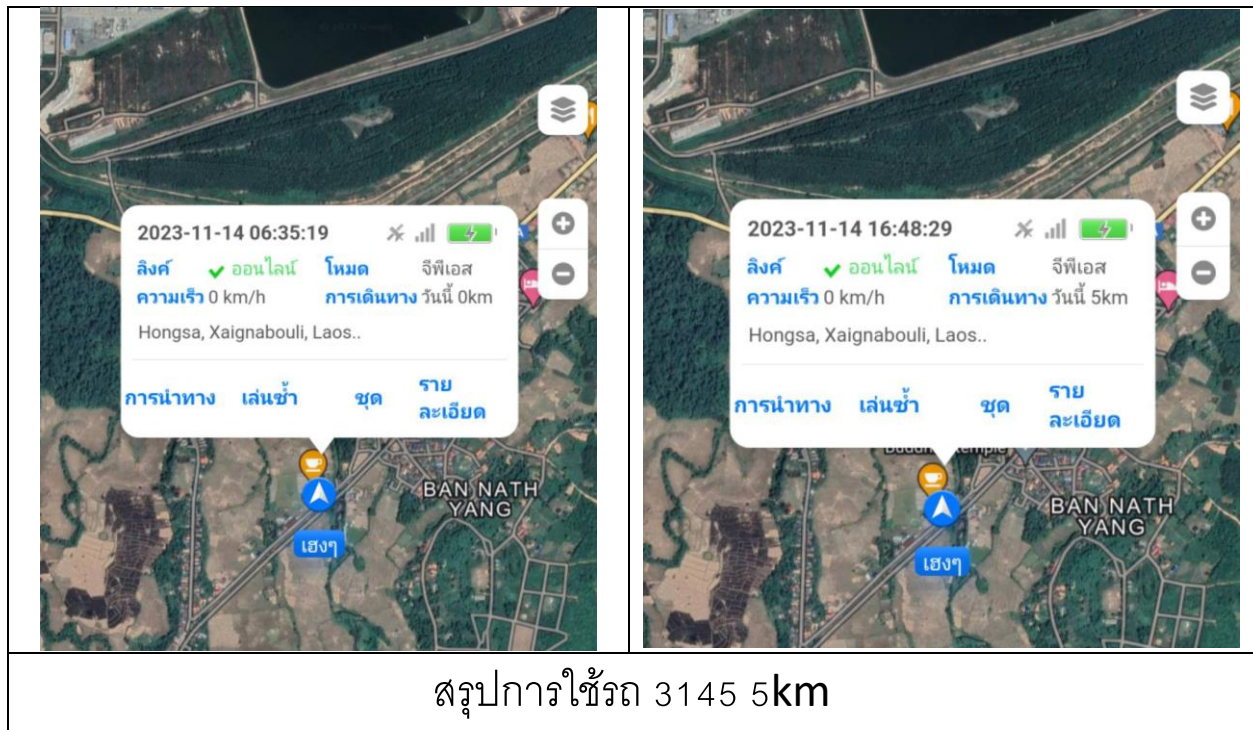 2023-11-14 06:35:19
ลิงค์ ออนไลน์ โหมด จีพีเอส
ความเร็ว 0 km/h การเดินทาง วันนี้ 0km
Hongsa, Xaignabouli, Laos..
การนำทาง เล่นซ้ำ ชุด ราย
ละเอียด
BAN NATH
YANG
เฮงๆ
2023-11-14 16:48:29
ลิงค์ ออนไลน์ โหมด จีพีเอส
ความเร็ว 0 km/h การเดินทาง วันนี้ 5km
Hongsa, Xaignabouli, Laos..
การนำทาง เล่นซ้ำ ชุด ราย
ละเอียด
BAN NATH
YANG
เฮงๆ
สรุปการใช้รถ 3145 5km